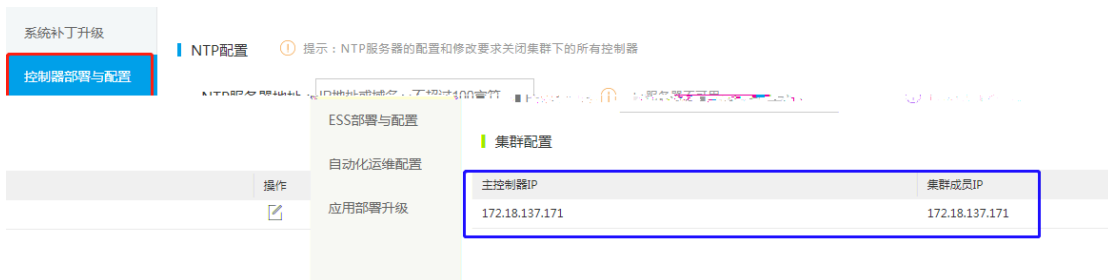 系统补丁升级
NTP配置
提示：NTP服务器的配置和修改要求关闭集群下的所有控制器
控制器部署与配置
ESS部署与配置
集群配置
自动化运维配置
操作
主控制器IP
集群成员IP
应用部署升级
172.18.137.171
172.18.137.171